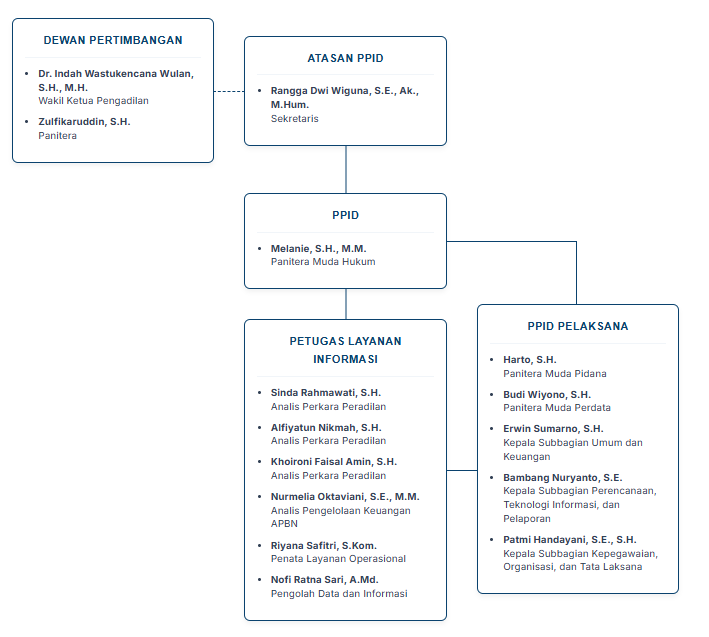 DEWAN PERTIMBANGAN
Dr. Indah Wastukencana Wulan,
S.H., M.H.
Wakil Ketua Pengadilan
Zulfikaruddin, S.H.
Panitera
ATASAN PPID
Rangga Dwi Wiguna, S.E., Ak.,
M.Hum.
Sekretaris
PPID
Melanie, S.H., M.M.
Panitera Muda Hukum
PETUGAS LAYANAN
INFORMASI
Sinda Rahmawati, S.H.
Analis Perkara Peradilan
Alfiyatun Nikmah, S.H.
Analis Perkara Peradilan
Khoironi Faisal Amin, S.H.
Analis Perkara Peradilan
Nurmelia Oktaviani, S.E., M.M.
Analis Pengelolaan Keuangan
APBN
Riyana Safitri, S.Kom.
Penata Layanan Operasional
Nofi Ratna Sari, A.Md.
Pengolah Data dan Informasi
PPID PELAKSANA
Harto, S.H.
Panitera Muda Pidana
Budi Wiyono, S.H.
Panitera Muda Perdata
Erwin Sumarno, S.H.
Kepala Subbagian Umum dan
Keuangan
Bambang Nuryanto, S.E.
Kepala Subbagian Perencanaan,
Teknologi Informasi, dan
Pelaporan
Patmi Handayani, S.E., S.H.
Kepala Subbagian Kepegawaian,
Organisasi, dan Tata Laksana